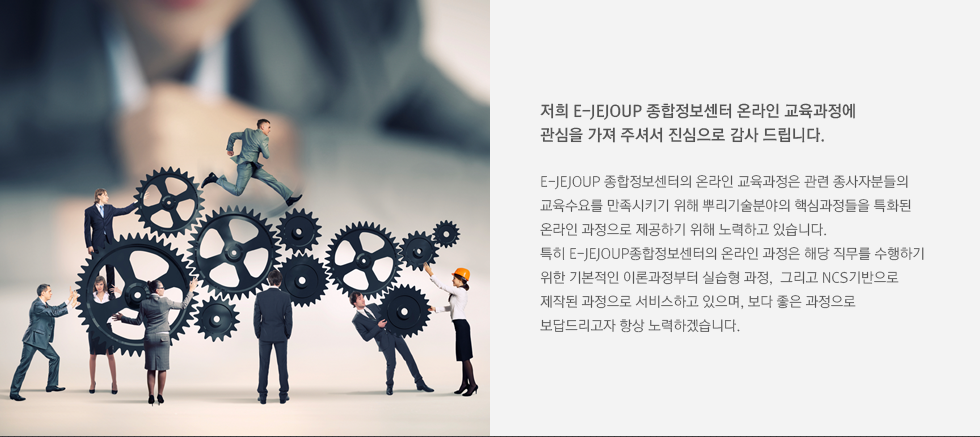 저희 E-JEJOUP 종합정보센터 온라인 교육과정에
관심을 가져 주셔서 진심으로 감사 드립니다.
E-JEJOUP 종합정보센터의 온라인 교육과정은 관련 종사자분들의
교육수요를 만족시키기 위해 뿌리기술분야의 핵심과정들을 특화된
온라인 과정으로 제공하기 위해 노력하고 있습니다.
특히 E-JEJOUP종합정보센터의 온라인 과정은 해당 직무를 수행하기
위한 기본적인 이론과정부터 실습형 과정, 그리고 NCS기반으로
제작된 과정으로 서비스하고 있으며, 보다 좋은 과정으로
보답드리고자 항상 노력하겠습니다.